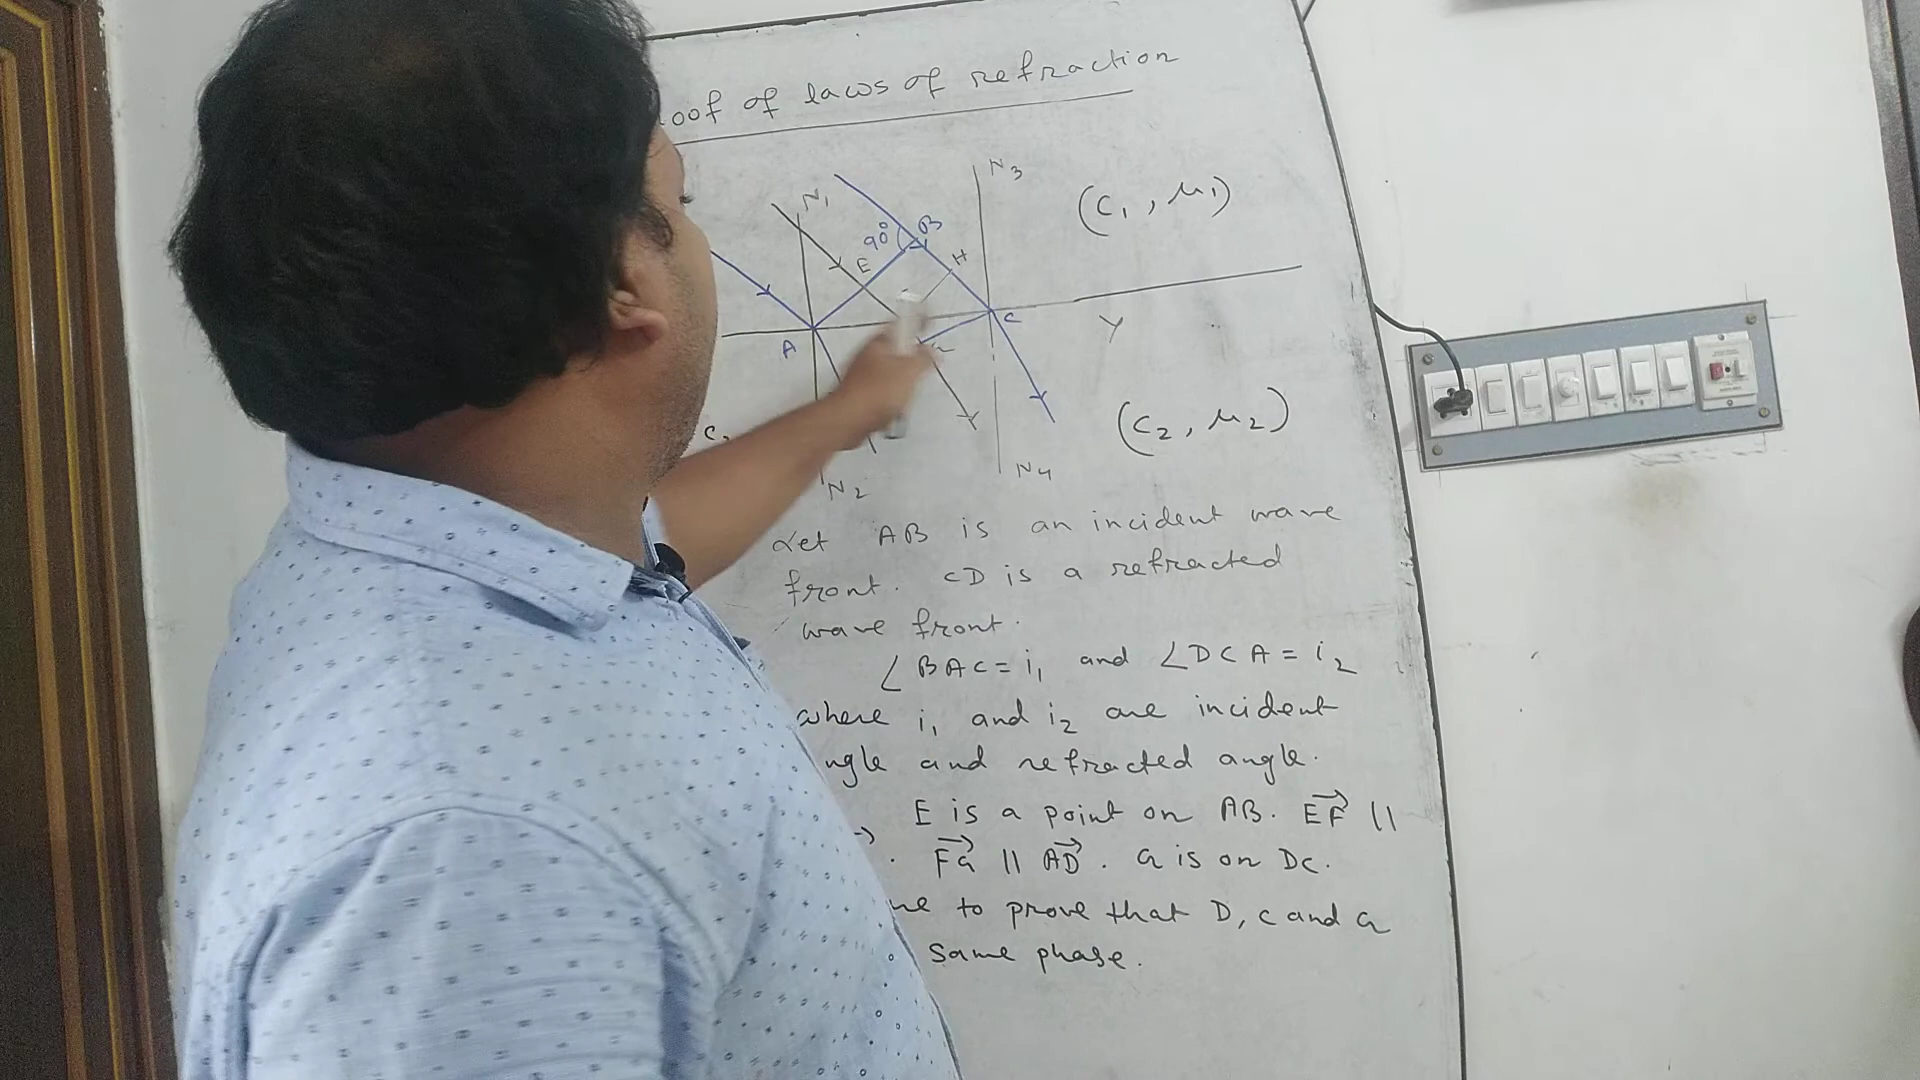 of laws of refraction
N1
N3
(C1, μ1)
90°
B
E
H
A
C
Y
(C2, μ2)
N2
N4
Let AB is an incident wave
front. CD is a refracted
wave front.
∠BAC = i1 and ∠DCA = i2
where i1 and i2 are incident
and refracted angle.
E is a point on AB. EF⃗ ||
FG⃗ || AD⃗. G is on DC.
to prove that D, C and G
same phase.